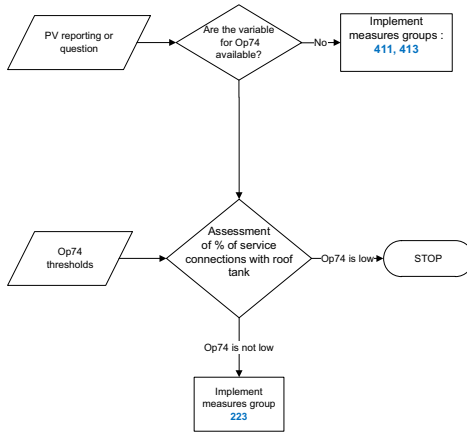 PV reporting or
question
Are the variable
for Op74
available?
No
Implement
measures groups :
411, 413
Op74
thresholds
Assessment
of % of service
connections with roof
tank
Op74 is low
STOP
Op74 is not low
Implement
measures group
223